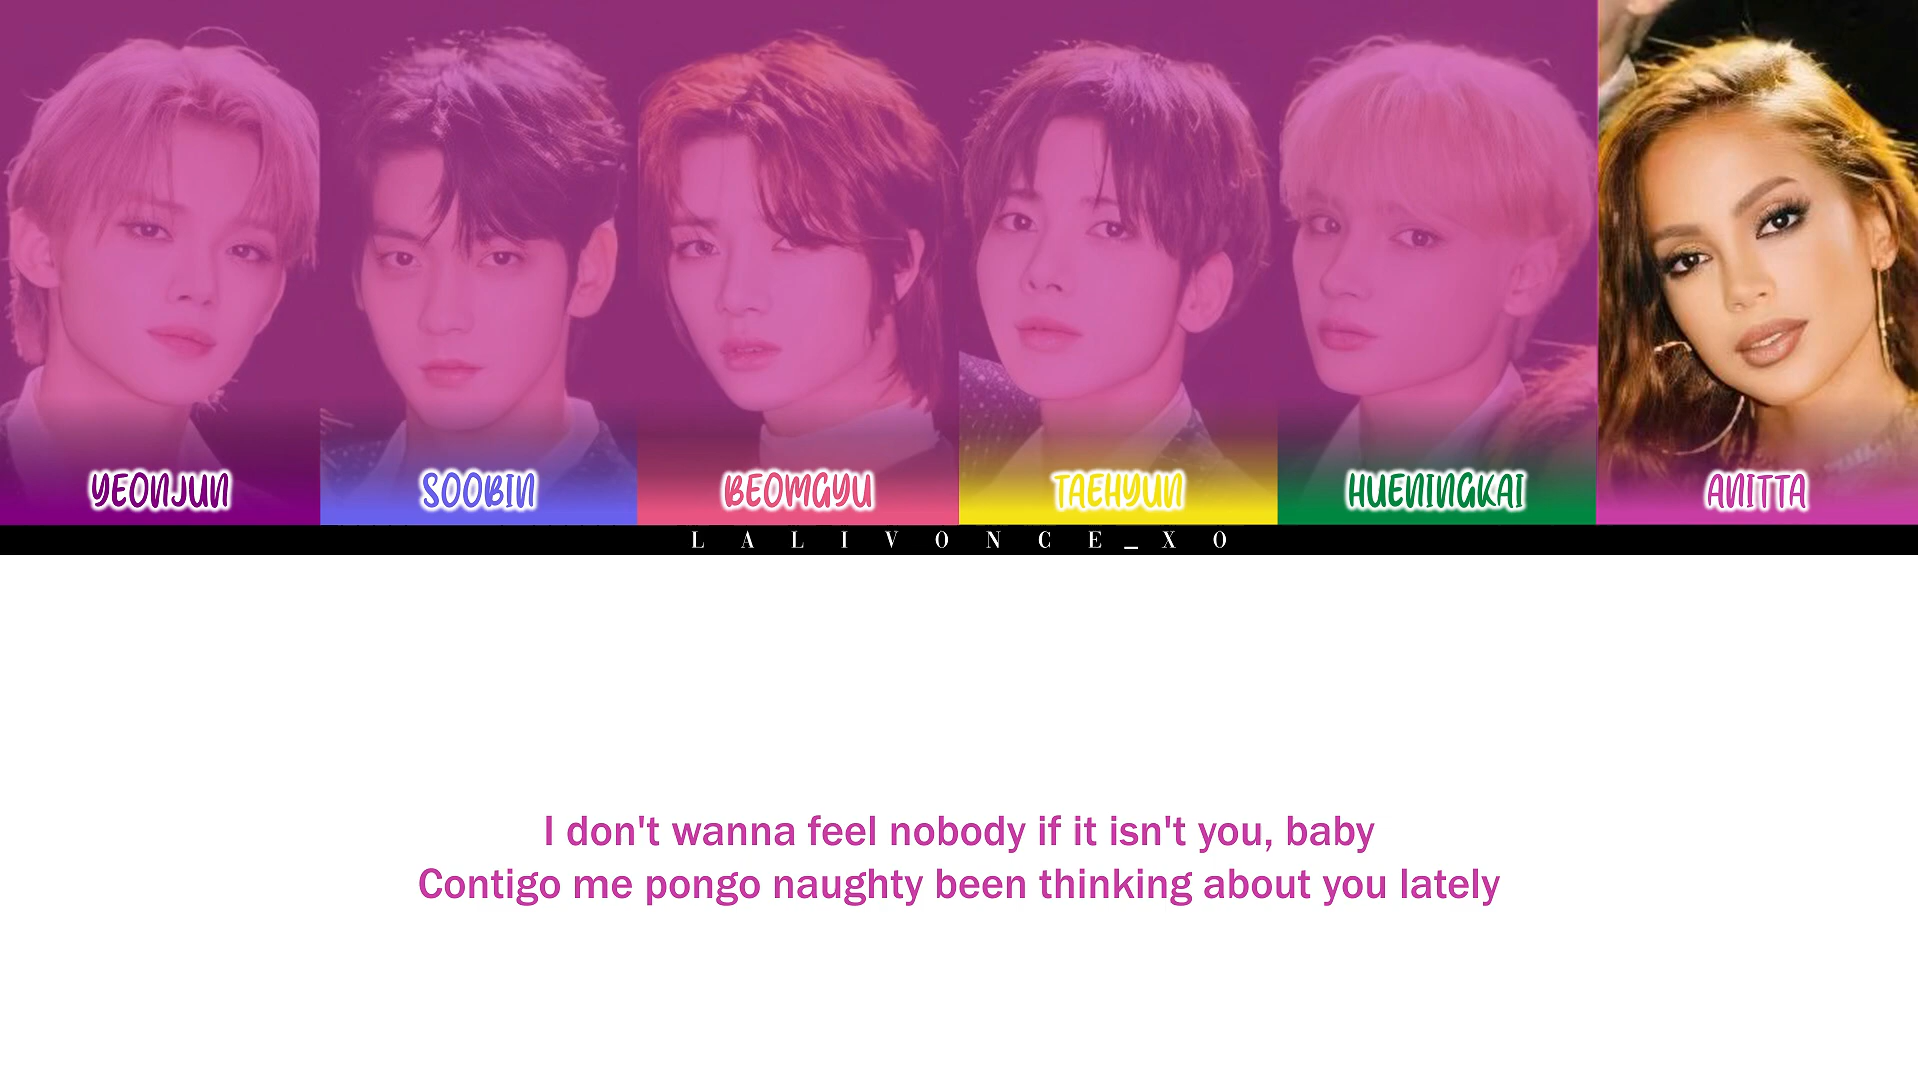 YEONJUN
SOOBIN
BEOMGYU
TAEHYUN
HUENINGKAI
ANITTA
LALIVONCE_XO
I don't wanna feel nobody if it isn't you, baby
Contigo me pongo naughty been thinking about you lately